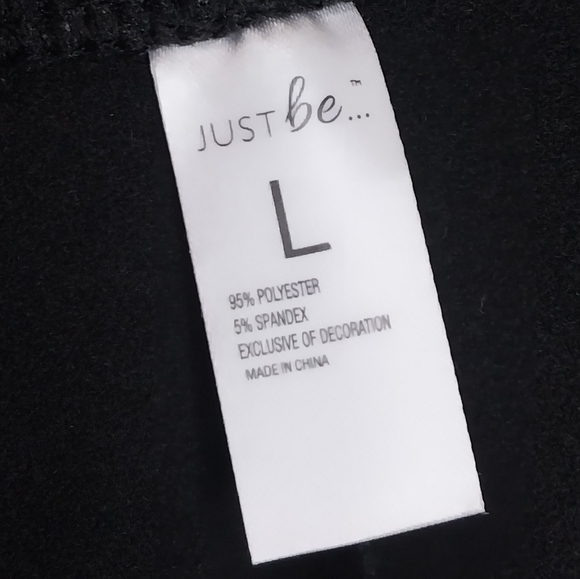 JUST be...™
L
95% POLYESTER
5% SPANDEX
EXCLUSIVE OF DECORATION
MADE IN CHINA